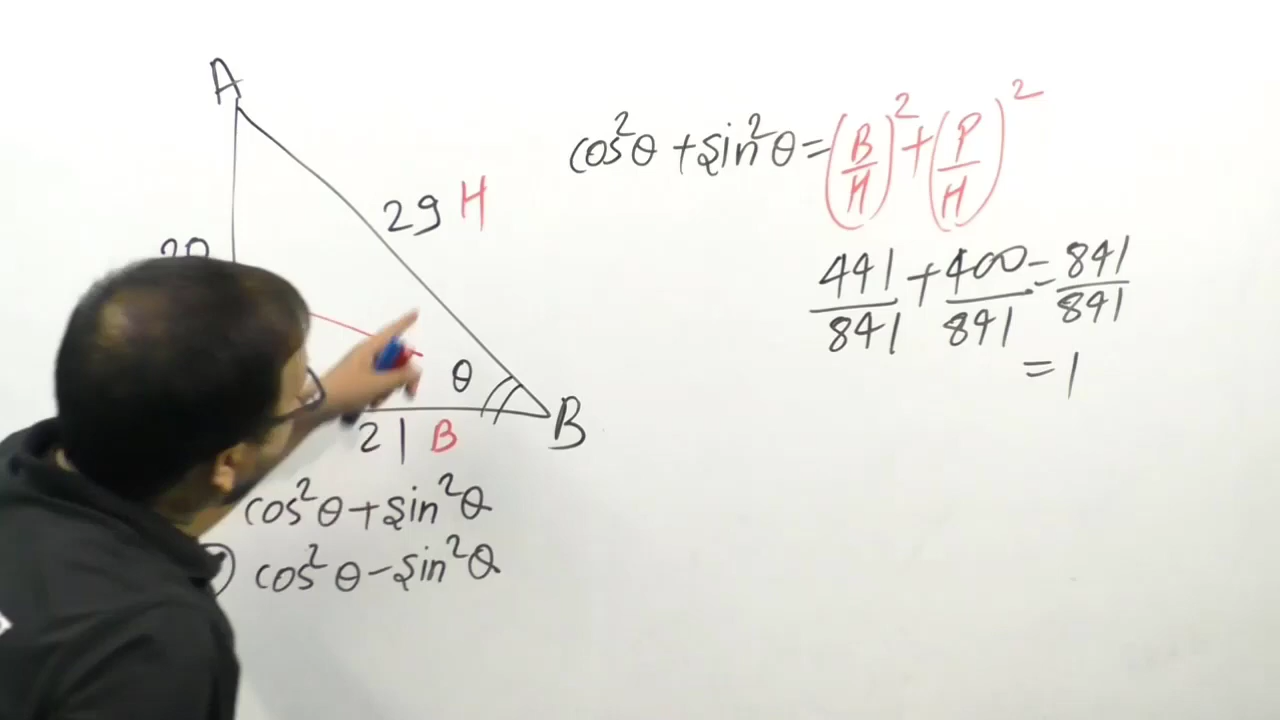 A
cos²θ + sin²θ = (B/H)² + (P/H)²
29 H
441/841 + 400/841 = 841/841
= 1
θ
21 B
B
cos²θ + sin²θ
cos²θ - sin²θ